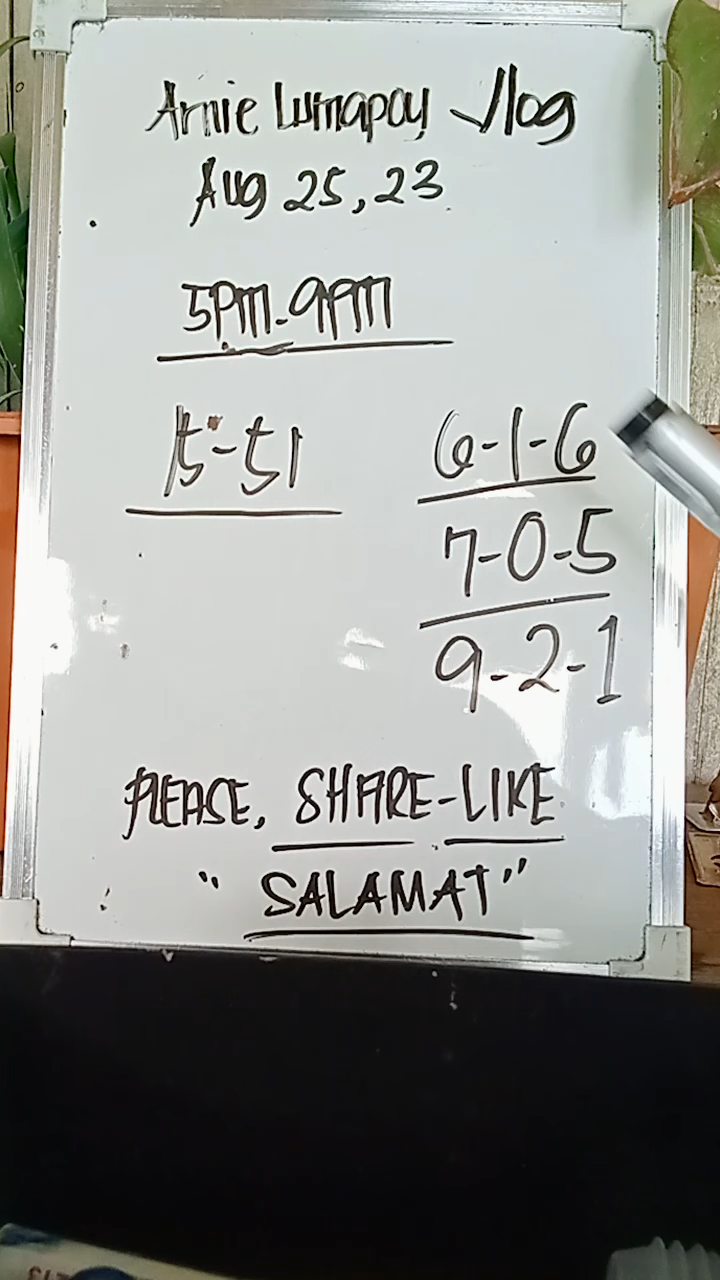 Arnie Lumapay Vlog
Aug 25, 23
5PM-9PM
15-51
6-1-6
7-0-5
9-2-1
PLEASE, SHARE-LIKE
"SALAMAT"